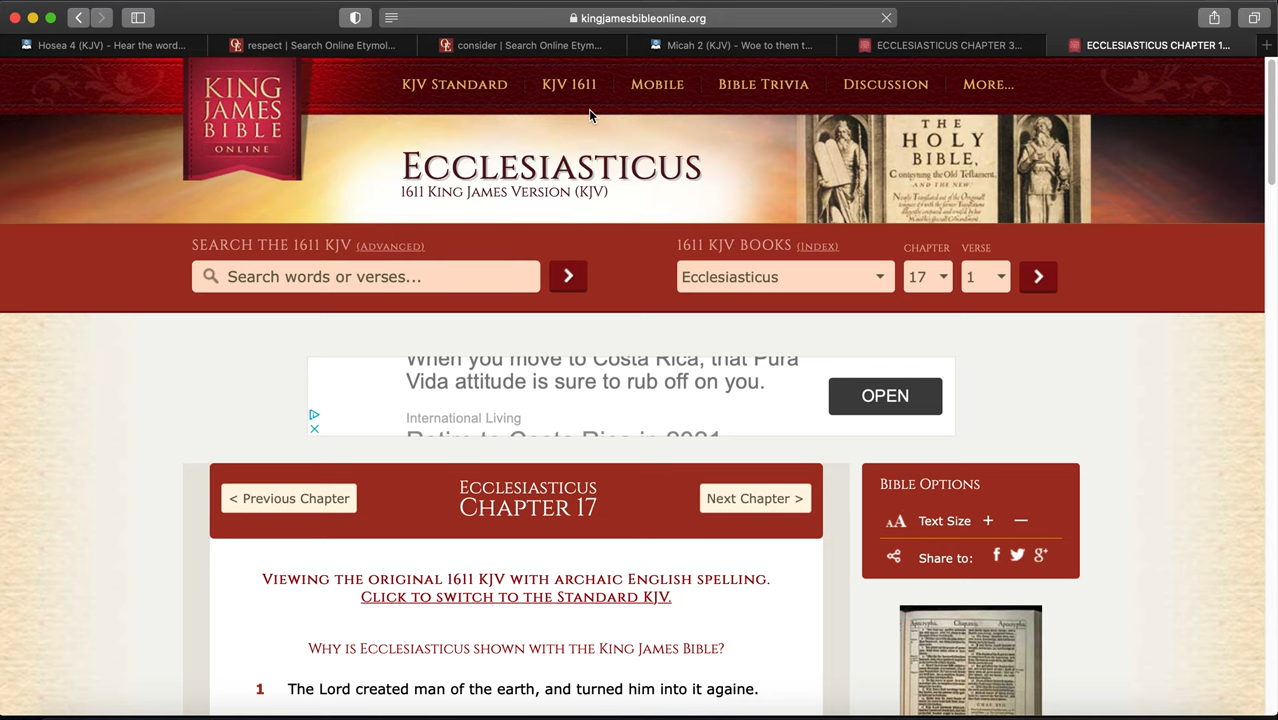 kingjamesbibleonline.org
Hosea 4 (KJV) - Hear the word...
respect | Search Online Etymol...
consider | Search Online Etym...
Micah 2 (KJV) - Woe to them t...
ECCLESIASTICUS CHAPTER 3...
ECCLESIASTICUS CHAPTER 1...
KING JAMES BIBLE ONLINE
KJV STANDARD
KJV 1611
MOBILE
BIBLE TRIVIA
DISCUSSION
MORE...
ECCLESIASTICUS
1611 KING JAMES VERSION (KJV)
THE
HOLY
BIBLE,
Conteyning the Old Testament,
AND THE NEW:
SEARCH THE 1611 KJV (ADVANCED)
Search words or verses...
1611 KJV BOOKS (INDEX)
CHAPTER
VERSE
Ecclesiasticus
17
1
When you move to Costa Rica, that Pura
Vida attitude is sure to rub off on you.
International Living
Retire to Costa Rica in 2021
OPEN
< Previous Chapter
ECCLESIASTICUS
CHAPTER 17
Next Chapter >
BIBLE OPTIONS
AA Text Size + −
Share to:
VIEWING THE ORIGINAL 1611 KJV WITH ARCHAIC ENGLISH SPELLING.
CLICK TO SWITCH TO THE STANDARD KJV.
WHY IS ECCLESIASTICUS SHOWN WITH THE KING JAMES BIBLE?
1 The Lord created man of the earth, and turned him into it againe.
Apocrypha.
Apocrypha.